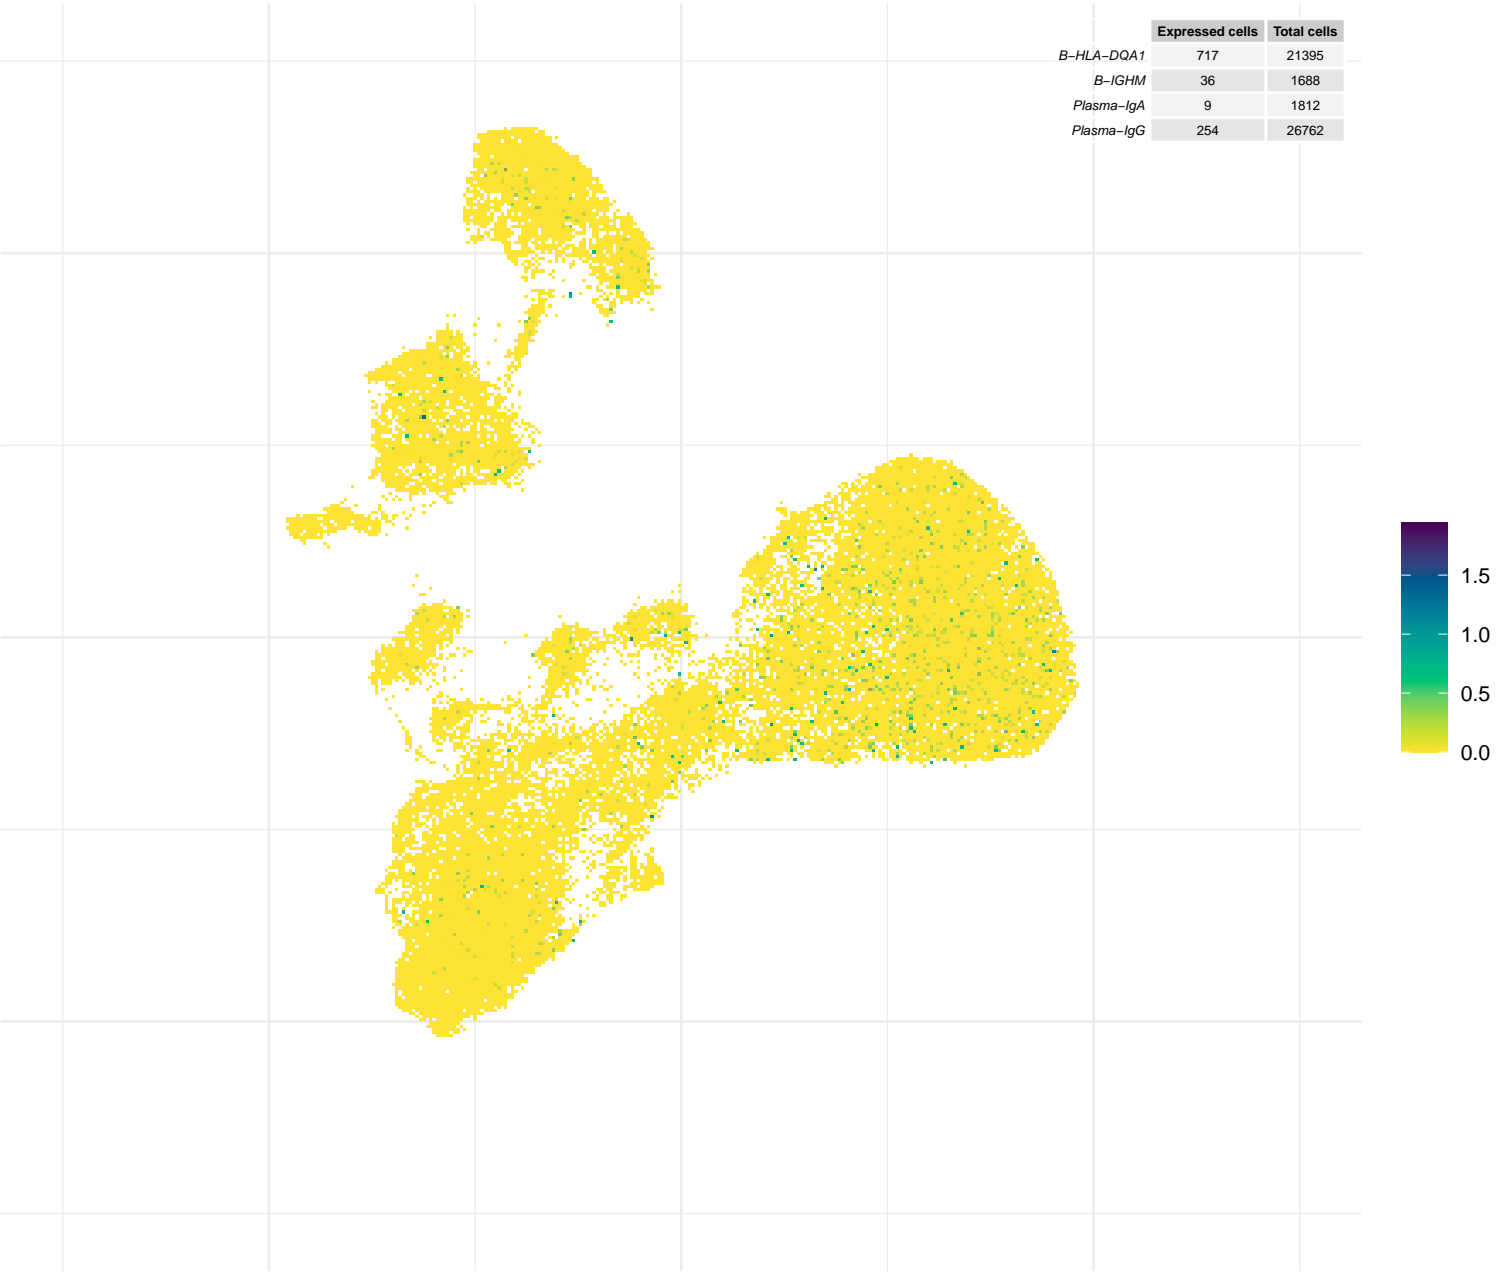 Expressed cells Total cells
B−HLA−DQA1 717 21395
B−IGHM 36 1688
Plasma−IgA 9 1812
Plasma−IgG 254 26762
1.5
1.0
0.5
0.0